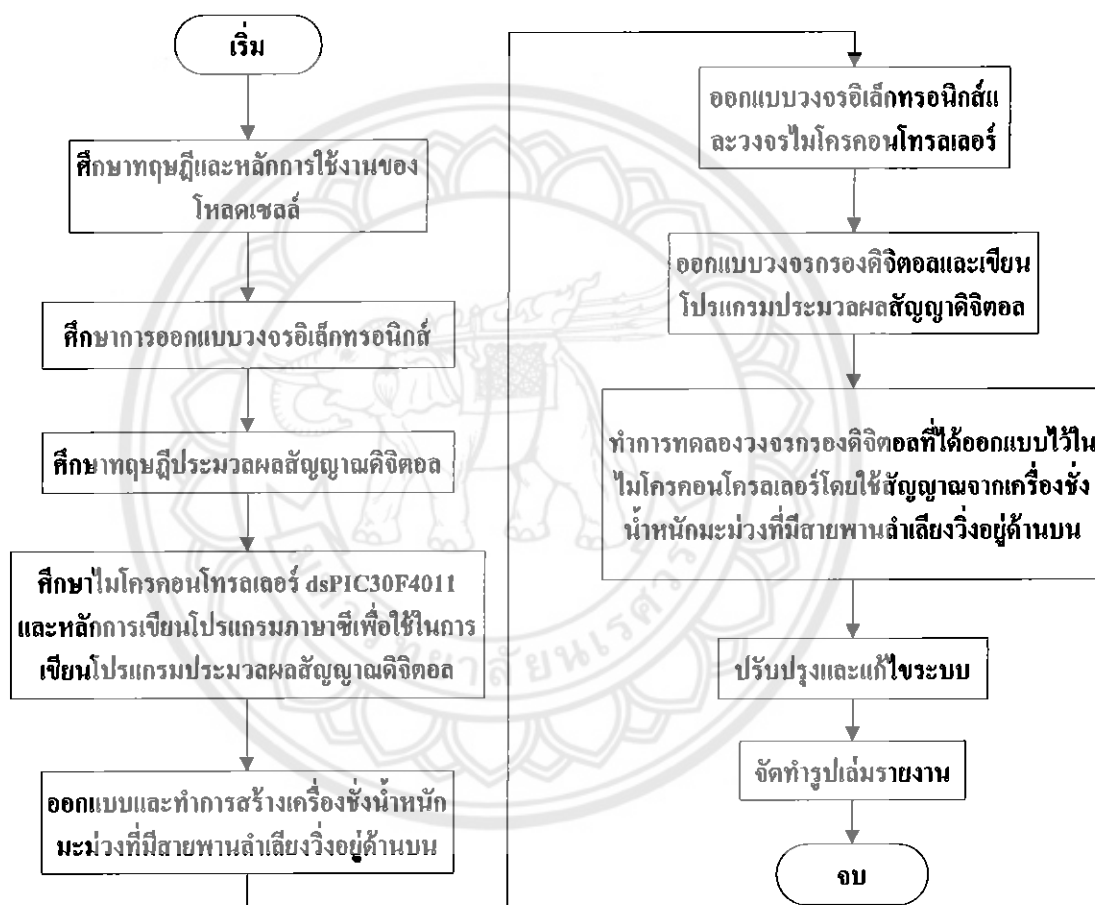 เริ่ม
ศึกษาทฤษฎีและหลักการใช้งานของ
โหลดเซลล์
ศึกษาการออกแบบวงจรอิเล็กทรอนิกส์
ศึกษาทฤษฎีประมวลผลสัญญาณดิจิตอล
ศึกษาไมโครคอนโทรลเลอร์ dsPIC30F4011
และหลักการเขียนโปรแกรมภาษาซีเพื่อใช้ในการ
เขียนโปรแกรมประมวลผลสัญญาณดิจิตอล
ออกแบบและทำการสร้างเครื่องชั่งน้ำหนัก
มะม่วงที่มีสายพานลำเลียงวิ่งอยู่ด้านบน
ออกแบบวงจรอิเล็กทรอนิกส์แ
ละวงจรไมโครคอนโทรลเลอร์
ออกแบบวงจรกรองดิจิตอลและเขียน
โปรแกรมประมวลผลสัญญาดิจิตอล
ทำการทดลองวงจรกรองดิจิตอลที่ได้ออกแบบไว้ใน
ไมโครคอนโครลเลอร์โดยใช้สัญญาณจากเครื่องชั่ง
น้ำหนักมะม่วงที่มีสายพานลำเลียงวิ่งอยู่ด้านบน
ปรับปรุงและแก้ไขระบบ
จัดทำรูปเล่มรายงาน
จบ
มหาวิทยาลัยนเรศวร